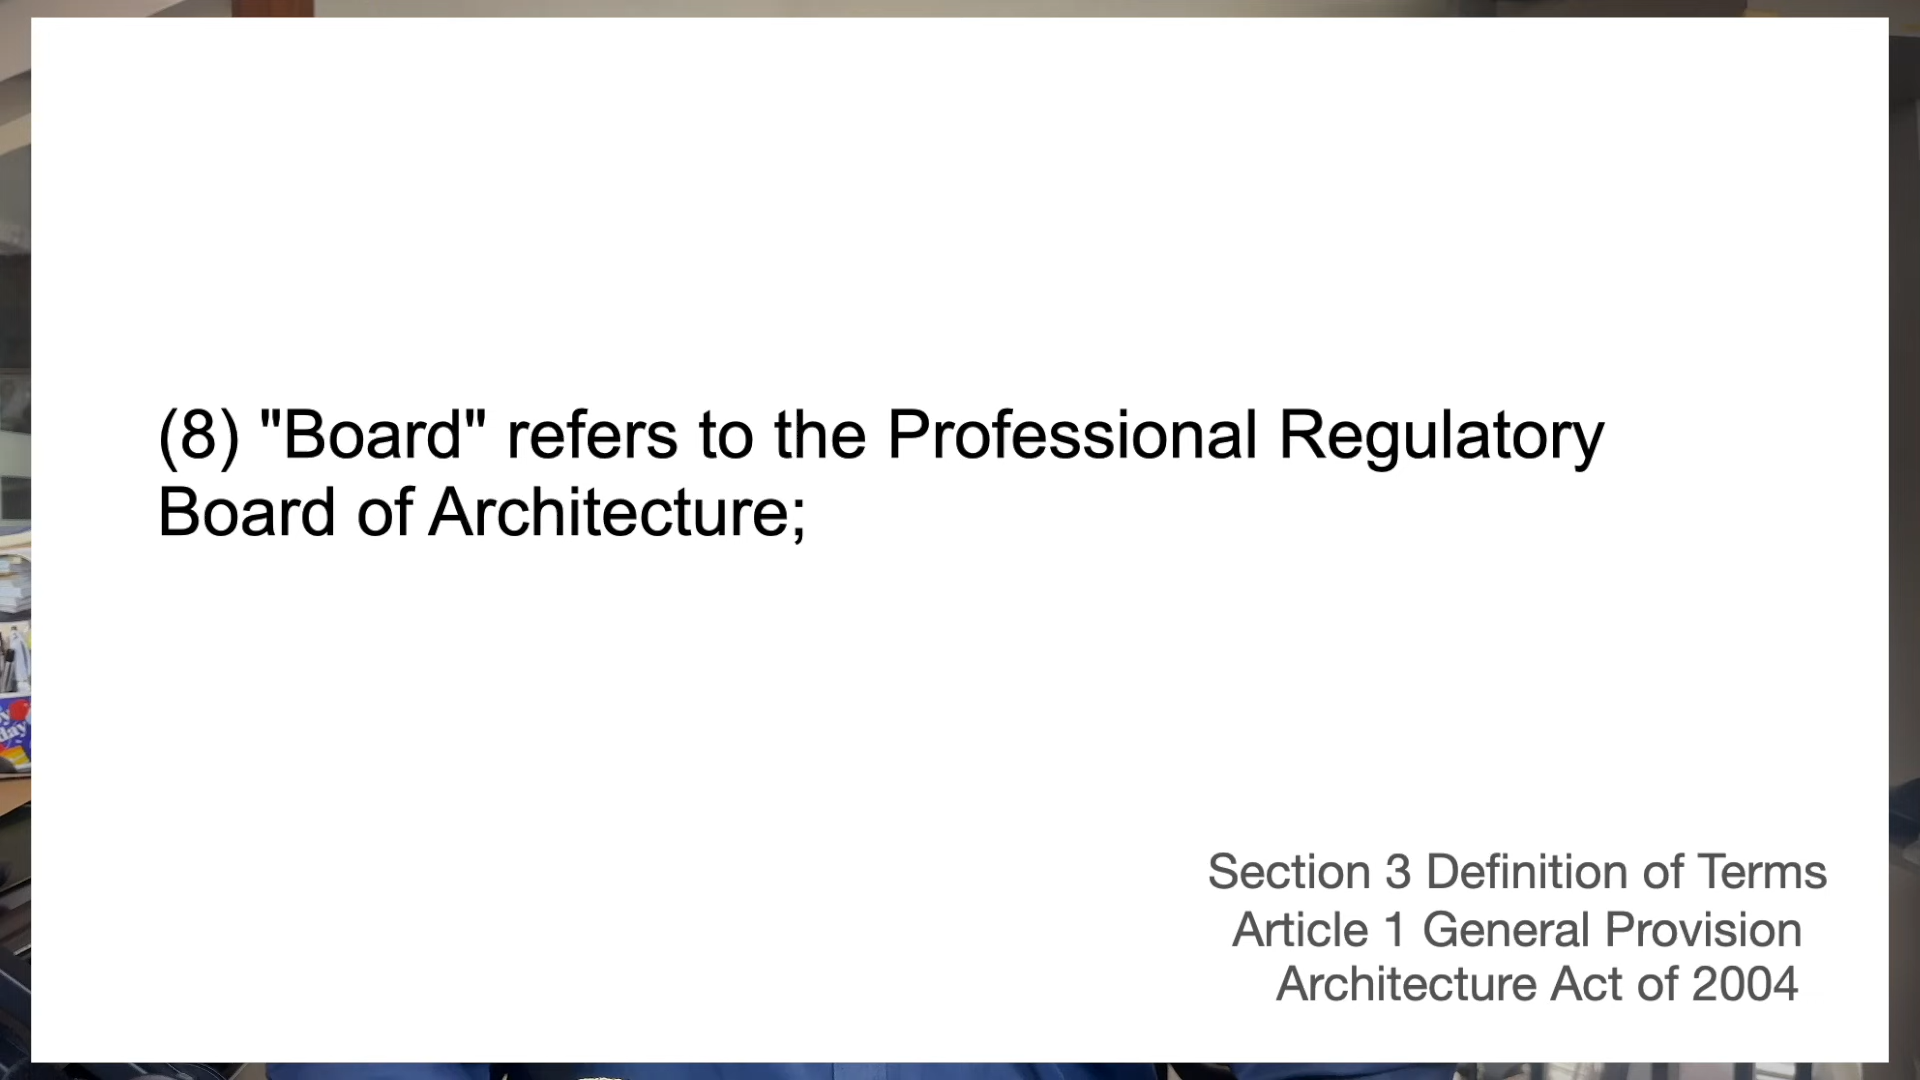 (8) "Board" refers to the Professional Regulatory
Board of Architecture;
Section 3 Definition of Terms
Article 1 General Provision
Architecture Act of 2004